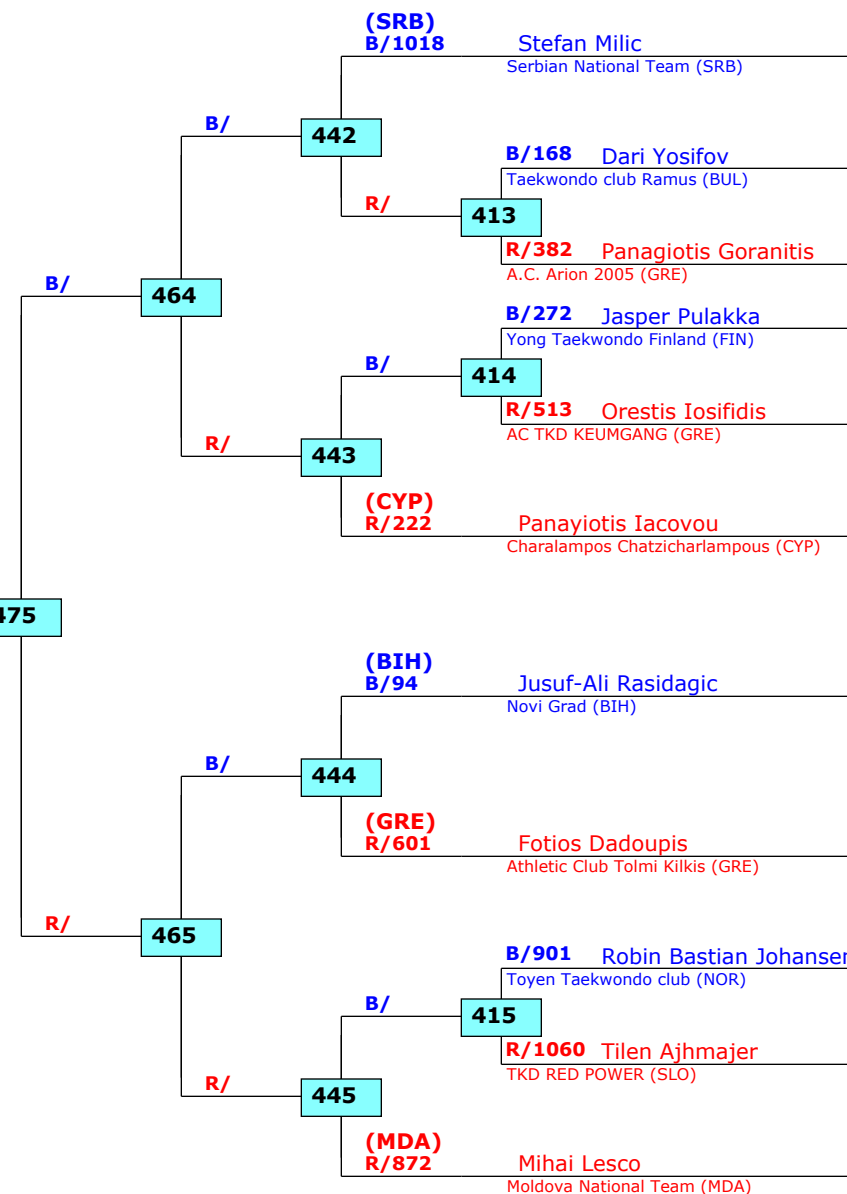 (SRB)
B/1018 Stefan Milic
Serbian National Team (SRB)
B/
442
B/168 Dari Yosifov
Taekwondo club Ramus (BUL)
R/
413
R/382 Panagiotis Goranitis
A.C. Arion 2005 (GRE)
B/
464
B/272 Jasper Pulakka
Yong Taekwondo Finland (FIN)
B/
414
R/513 Orestis Iosifidis
AC TKD KEUMGANG (GRE)
R/
443
(CYP)
R/222 Panayiotis Iacovou
Charalampos Chatzicharlampous (CYP)
475
(BIH)
B/94 Jusuf-Ali Rasidagic
Novi Grad (BIH)
B/
444
(GRE)
R/601 Fotios Dadoupis
Athletic Club Tolmi Kilkis (GRE)
R/
465
B/901 Robin Bastian Johansen
Toyen Taekwondo club (NOR)
B/
415
R/1060 Tilen Ajhmajer
TKD RED POWER (SLO)
R/
445
(MDA)
R/872 Mihai Lesco
Moldova National Team (MDA)